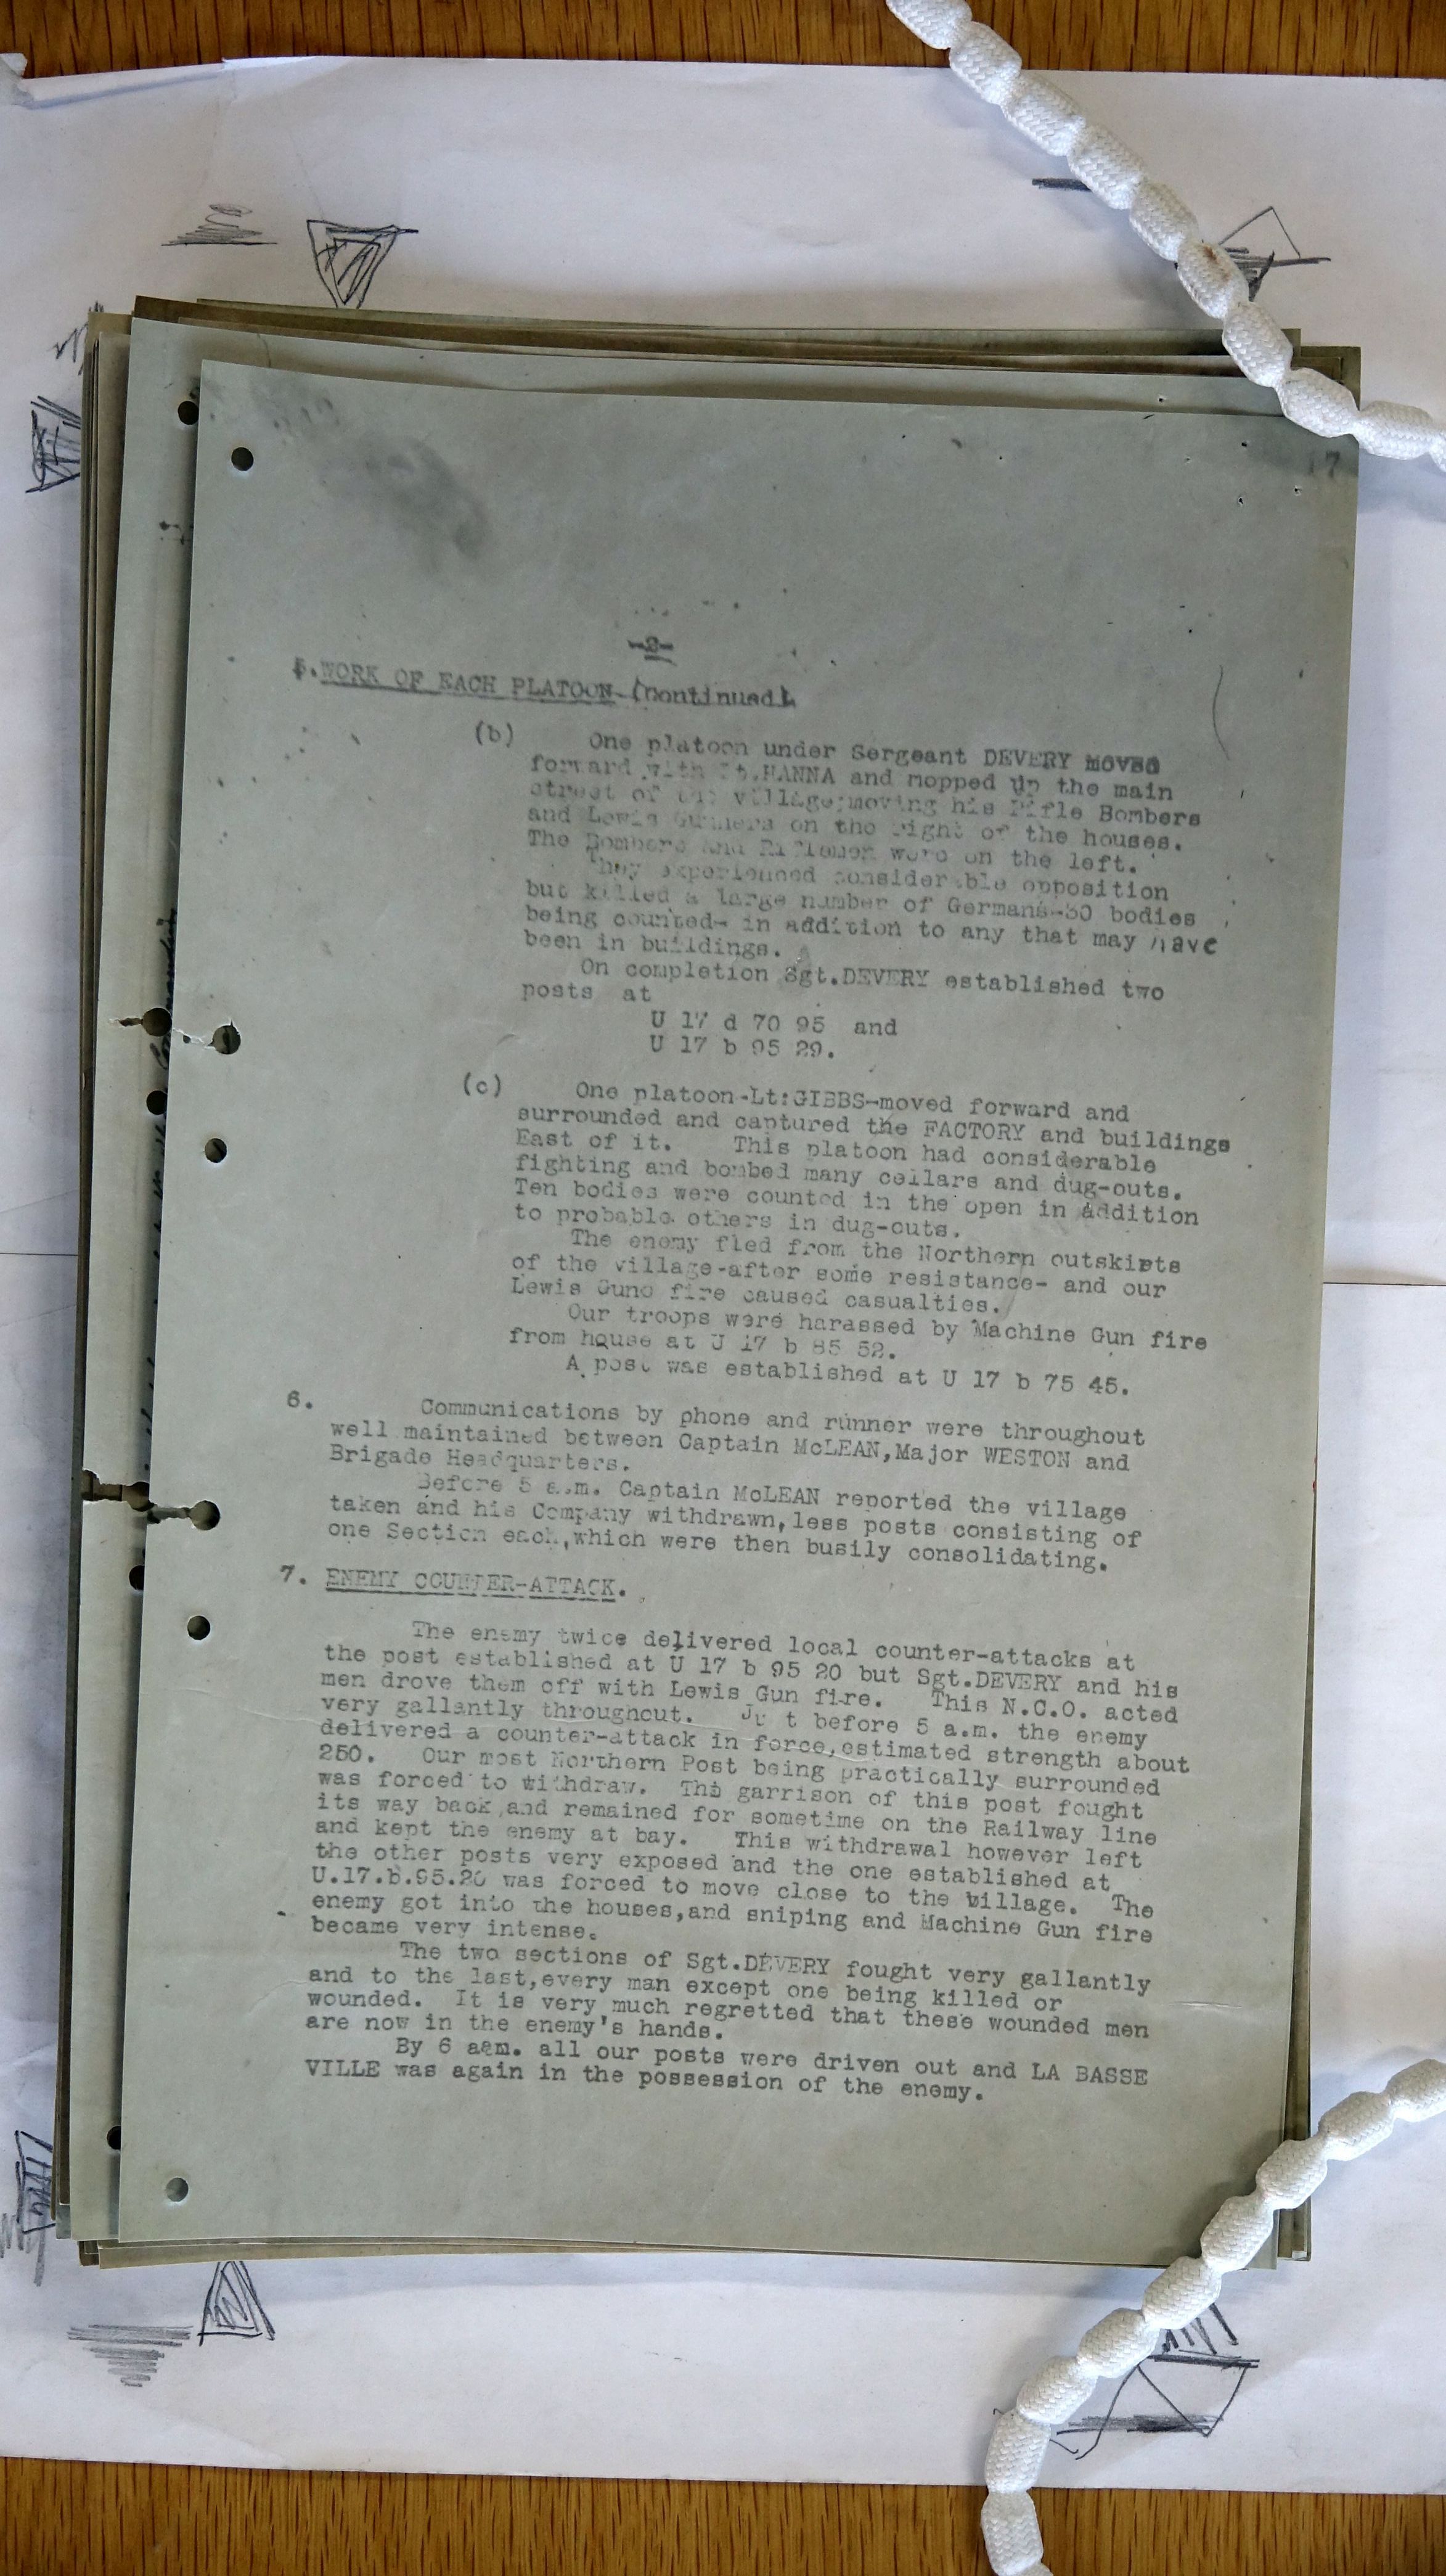 17
-3-
5.WORK OF EACH PLATOON (Continued).
(b) One platoon under Sergeant DEVERY MOVED
forward with Lt.HANNA and mopped up the main
street of the village;moving his Rifle Bombers
and Lewis Gunners on the right of the houses.
The Bombers and Riflemen were on the left.
They experienced considerable opposition
but killed a large number of Germans-30 bodies
being counted- in addition to any that may have
been in buildings.
On completion Sgt.DEVERY established two
posts at
U 17 d 70 95 and
U 17 b 95 29.
(c) One platoon-Lt:GIBBS-moved forward and
surrounded and captured the FACTORY and buildings
East of it. This platoon had considerable
fighting and bombed many cellars and dug-outs.
Ten bodies were counted in the open in addition
to probable others in dug-outs.
The enemy fled from the Northern outskirts
of the village-after some resistance- and our
Lewis Guns fire caused casualties.
Our troops were harassed by Machine Gun fire
from house at U 17 b 85 52.
A post was established at U 17 b 75 45.
6. Communications by phone and runner were throughout
well maintained between Captain McLEAN,Major WESTON and
Brigade Headquarters.
Before 5 a.m. Captain McLEAN reported the village
taken and his Company withdrawn,less posts consisting of
one Section each,which were then busily consolidating.
7. ENEMY COUNTER-ATTACK.
The enemy twice delivered local counter-attacks at
the post established at U 17 b 95 20 but Sgt.DEVERY and his
men drove them off with Lewis Gun fire. This N.C.O. acted
very gallantly throughout. Just before 5 a.m. the enemy
delivered a counter-attack in force,estimated strength about
250. Our most Northern Post being practically surrounded
was forced to withdraw. The garrison of this post fought
its way back,and remained for sometime on the Railway line
and kept the enemy at bay. This withdrawal however left
the other posts very exposed and the one established at
U.17.b.95.20 was forced to move close to the village. The
enemy got into the houses,and sniping and Machine Gun fire
became very intense.
The two sections of Sgt.DEVERY fought very gallantly
and to the last,every man except one being killed or
wounded. It is very much regretted that these wounded men
are now in the enemy's hands.
By 6 a.m. all our posts were driven out and LA BASSE
VILLE was again in the possession of the enemy.